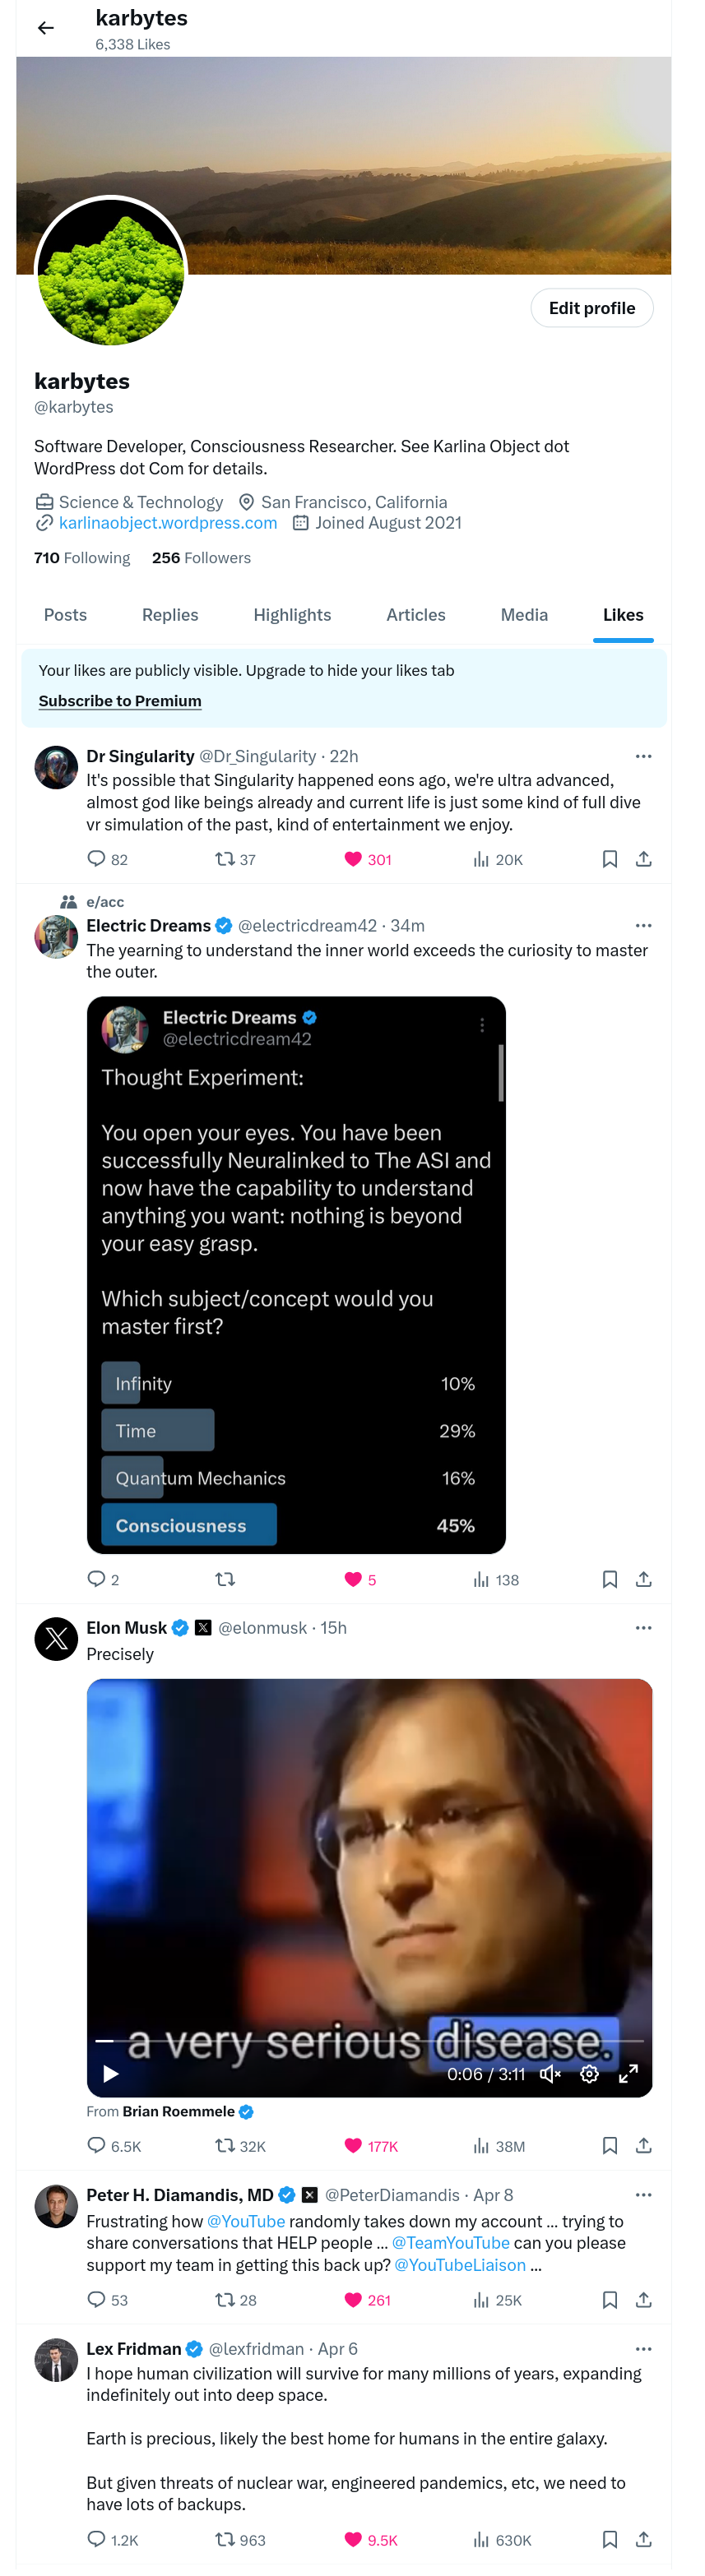 karbytes
6,338 Likes
Edit profile
karbytes
@karbytes
Software Developer, Consciousness Researcher. See Karlina Object dot
WordPress dot Com for details.
Science & Technology San Francisco, California
karlinaobject.wordpress.com Joined August 2021
710 Following 256 Followers
Posts Replies Highlights Articles Media Likes
Your likes are publicly visible. Upgrade to hide your likes tab
Subscribe to Premium
Dr Singularity @Dr_Singularity · 22h
It's possible that Singularity happened eons ago, we're ultra advanced,
almost god like beings already and current life is just some kind of full dive
vr simulation of the past, kind of entertainment we enjoy.
82 37 301 20K
e/acc
Electric Dreams @electricdream42 · 34m
The yearning to understand the inner world exceeds the curiosity to master
the outer.
Electric Dreams
@electricdream42
Thought Experiment:
You open your eyes. You have been
successfully Neuralinked to The ASI and
now have the capability to understand
anything you want: nothing is beyond
your easy grasp.
Which subject/concept would you
master first?
Infinity 10%
Time 29%
Quantum Mechanics 16%
Consciousness 45%
2 5 138
Elon Musk X @elonmusk · 15h
Precisely
a very serious disease.
0:06 / 3:11
From Brian Roemmele
6.5K 32K 177K 38M
Peter H. Diamandis, MD @PeterDiamandis · Apr 8
Frustrating how @YouTube randomly takes down my account ... trying to
share conversations that HELP people ... @TeamYouTube can you please
support my team in getting this back up? @YouTubeLiaison ...
53 28 261 25K
Lex Fridman @lexfridman · Apr 6
I hope human civilization will survive for many millions of years, expanding
indefinitely out into deep space.
Earth is precious, likely the best home for humans in the entire galaxy.
But given threats of nuclear war, engineered pandemics, etc, we need to
have lots of backups.
1.2K 963 9.5K 630K